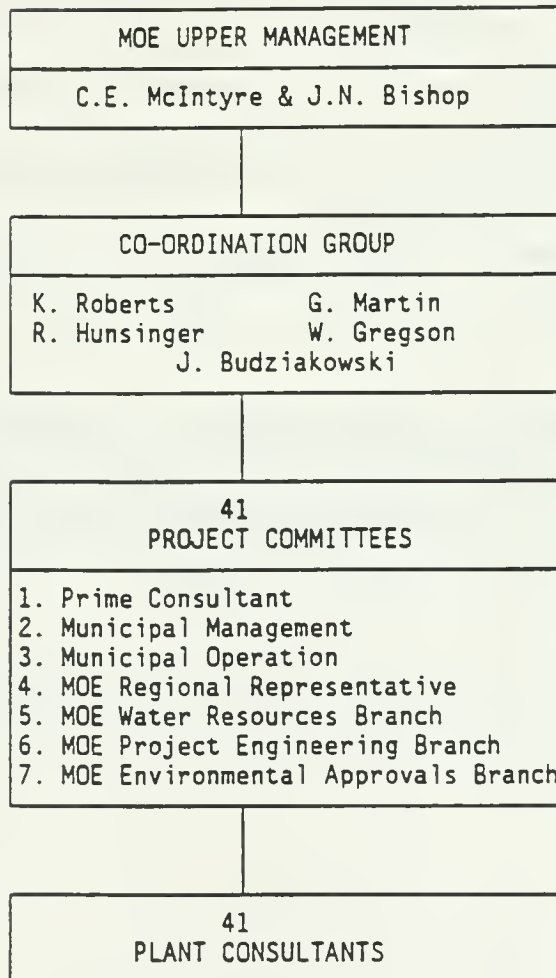 MOE UPPER MANAGEMENT
C.E. McIntyre & J.N. Bishop
CO-ORDINATION GROUP
K. Roberts G. Martin
R. Hunsinger W. Gregson
J. Budziakowski
41
PROJECT COMMITTEES
1. Prime Consultant
2. Municipal Management
3. Municipal Operation
4. MOE Regional Representative
5. MOE Water Resources Branch
6. MOE Project Engineering Branch
7. MOE Environmental Approvals Branch
41
PLANT CONSULTANTS